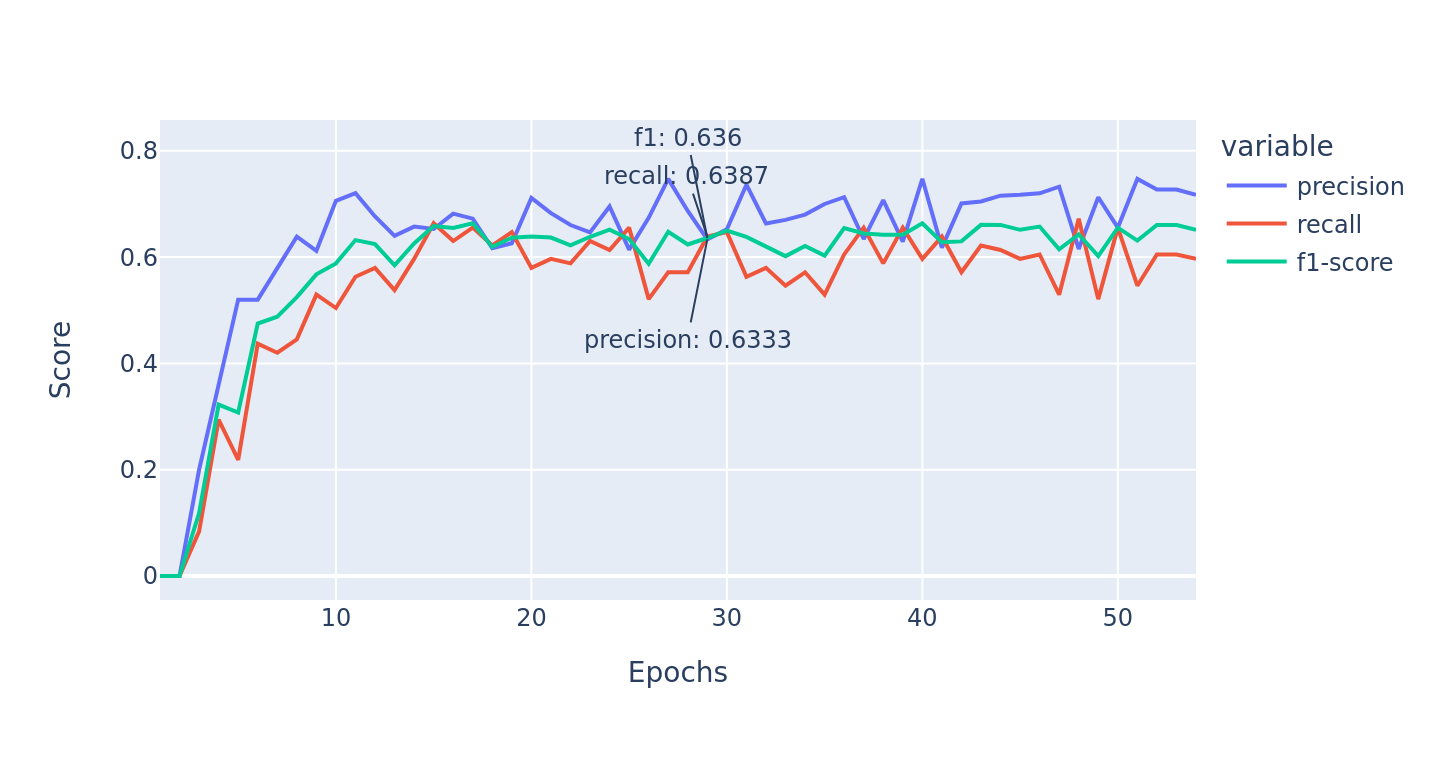 f1: 0.636
recall: 0.6387
precision: 0.6333
0.8
0.6
0.4
0.2
0
10
20
30
40
50
Score
Epochs
variable
precision
recall
f1-score